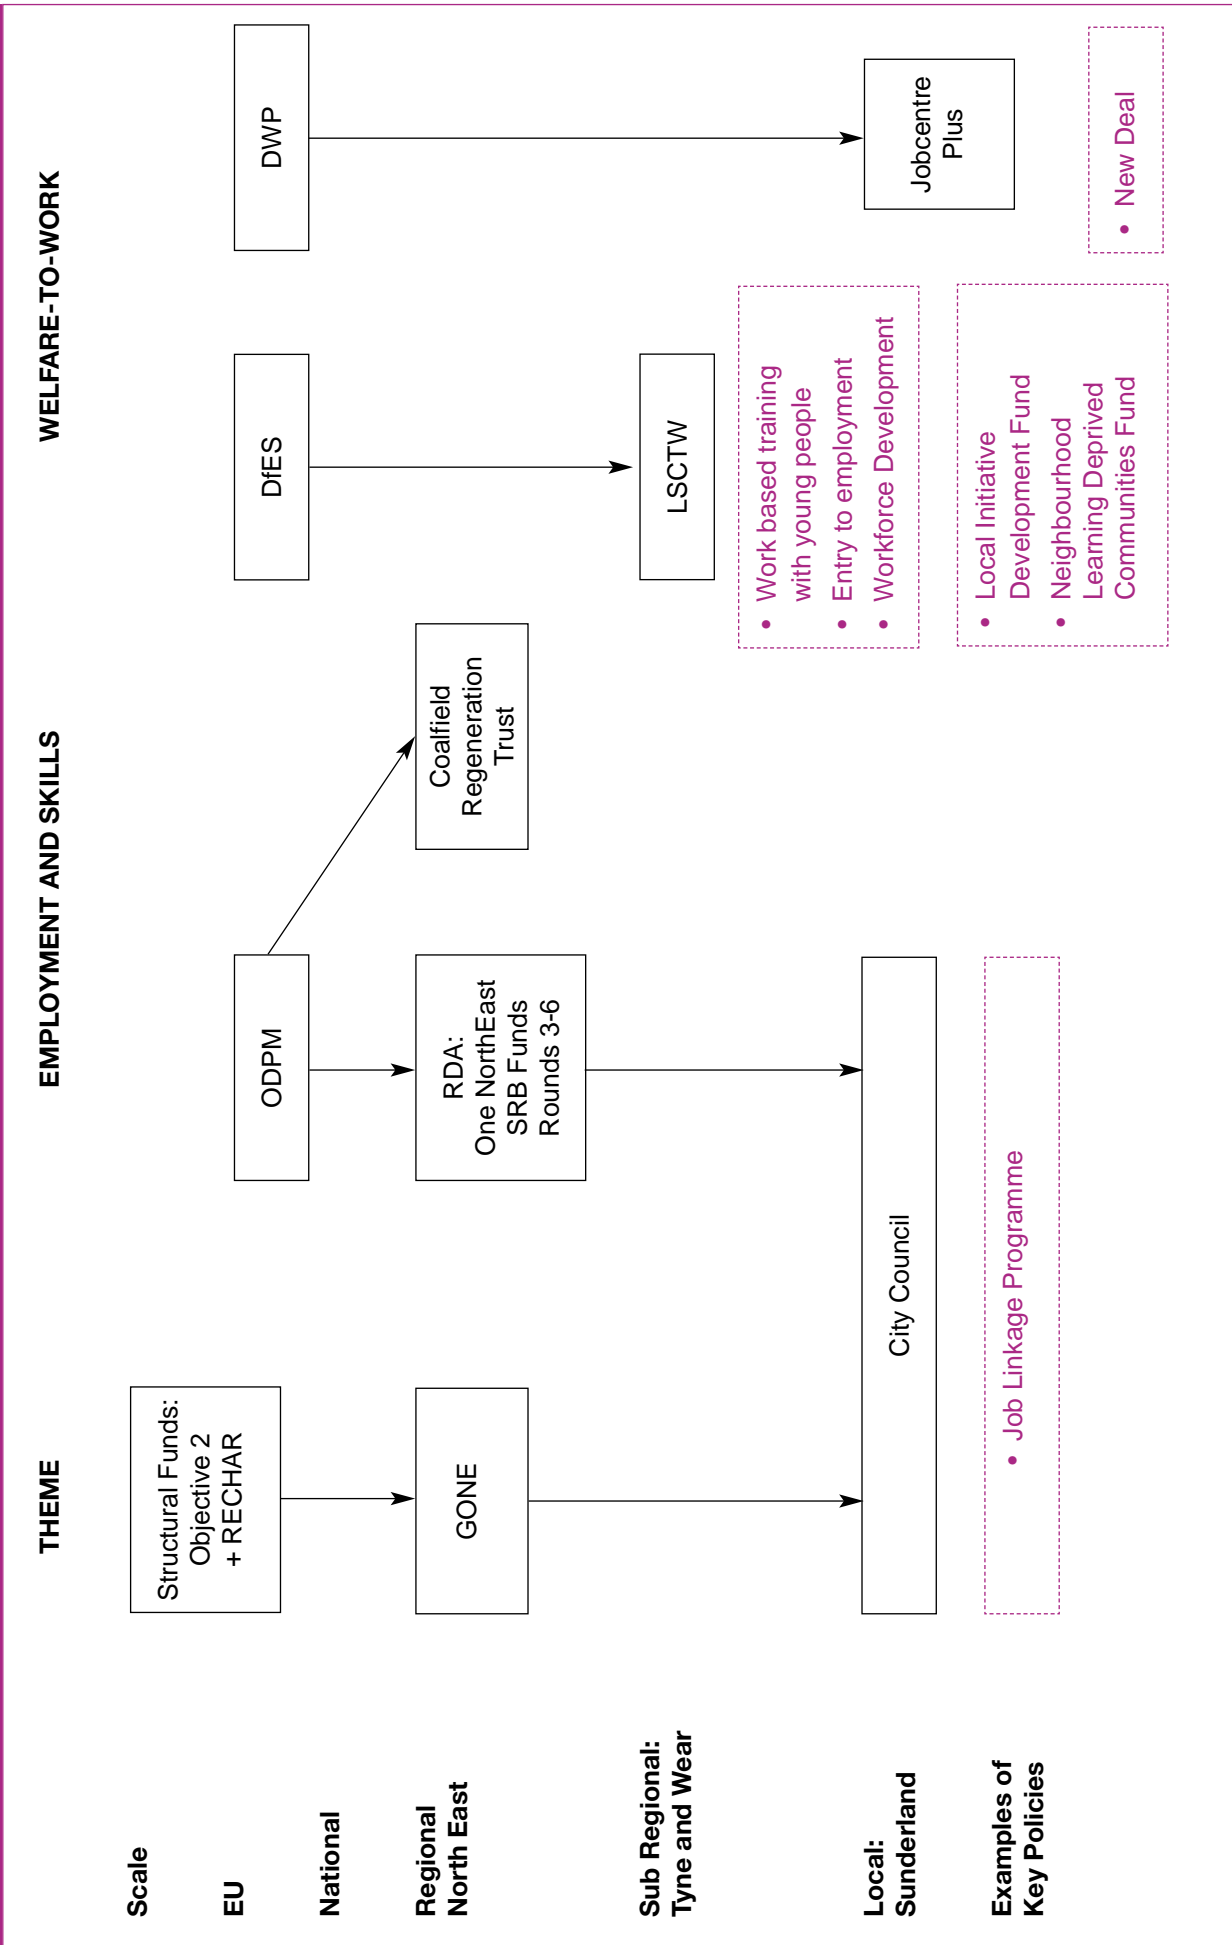 THEME
EMPLOYMENT AND SKILLS
WELFARE-TO-WORK
Scale
Structural Funds:
Objective 2
+ RECHAR
EU
ODPM
DfES
DWP
National
Regional
North East
GONE
RDA:
One NorthEast
SRB Funds
Rounds 3-6
Coalfield
Regeneration
Trust
Sub Regional:
Tyne and Wear
LSCTW
• Work based training
with young people
• Entry to employment
• Workforce Development
Local:
Sunderland
City Council
Jobcentre
Plus
Examples of
Key Policies
• Job Linkage Programme
• Local Initiative
Development Fund
• Neighbourhood
Learning Deprived
Communities Fund
• New Deal